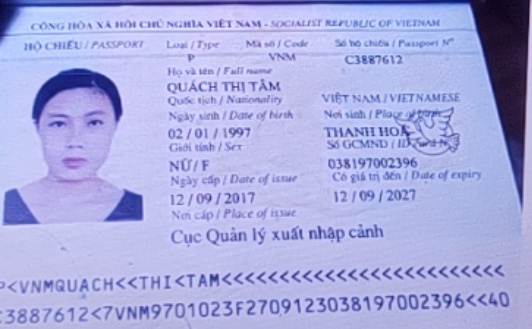 CỘNG HÒA XÃ HỘI CHỦ NGHĨA VIỆT NAM - SOCIALIST REPUBLIC OF VIETNAM
HỘ CHIẾU / PASSPORT Loại / Type Mã số / Code Số hộ chiếu / Passport Nº
P VNM C3887612
Họ và tên / Full name
QUÁCH THỊ TÂM
Quốc tịch / Nationality VIỆT NAM / VIETNAMESE
Ngày sinh / Date of birth Nơi sinh / Place of birth
02 / 01 / 1997 THANH HOÁ
Giới tính / Sex Số GCMND / ID Card Nº
NỮ / F 038197002396
Ngày cấp / Date of issue Có giá trị đến / Date of expiry
12 / 09 / 2017 12 / 09 / 2027
Nơi cấp / Place of issue
Cục Quản lý xuất nhập cảnh
P<VNMQUACH<<THI<TAM<<<<<<<<<<<<<<<<<<<<<<<<<
C3887612<7VNM9701023F2709123038197002396<<40